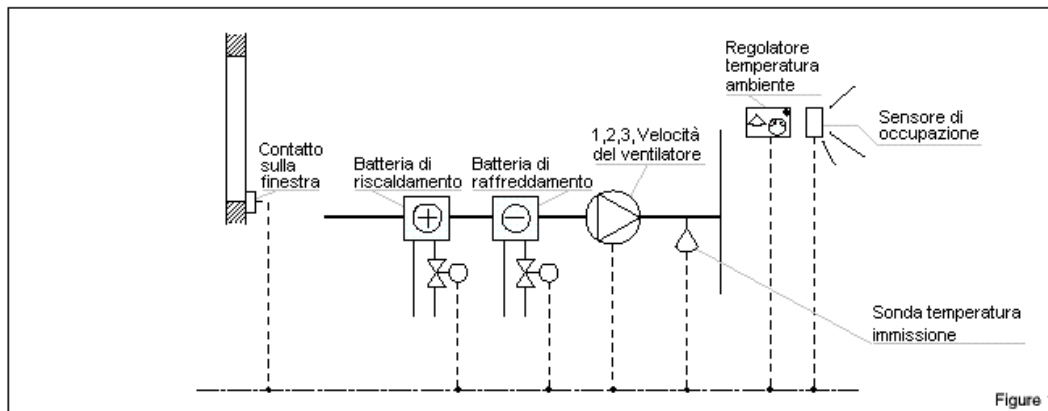 Regolatore
temperatura
ambiente
Sensore di
occupazione
1,2,3,Velocità
del ventilatore
Contatto
sulla
finestra
Batteria di
riscaldamento
Batteria di
raffreddamento
Sonda temperatura
immissione
Figure